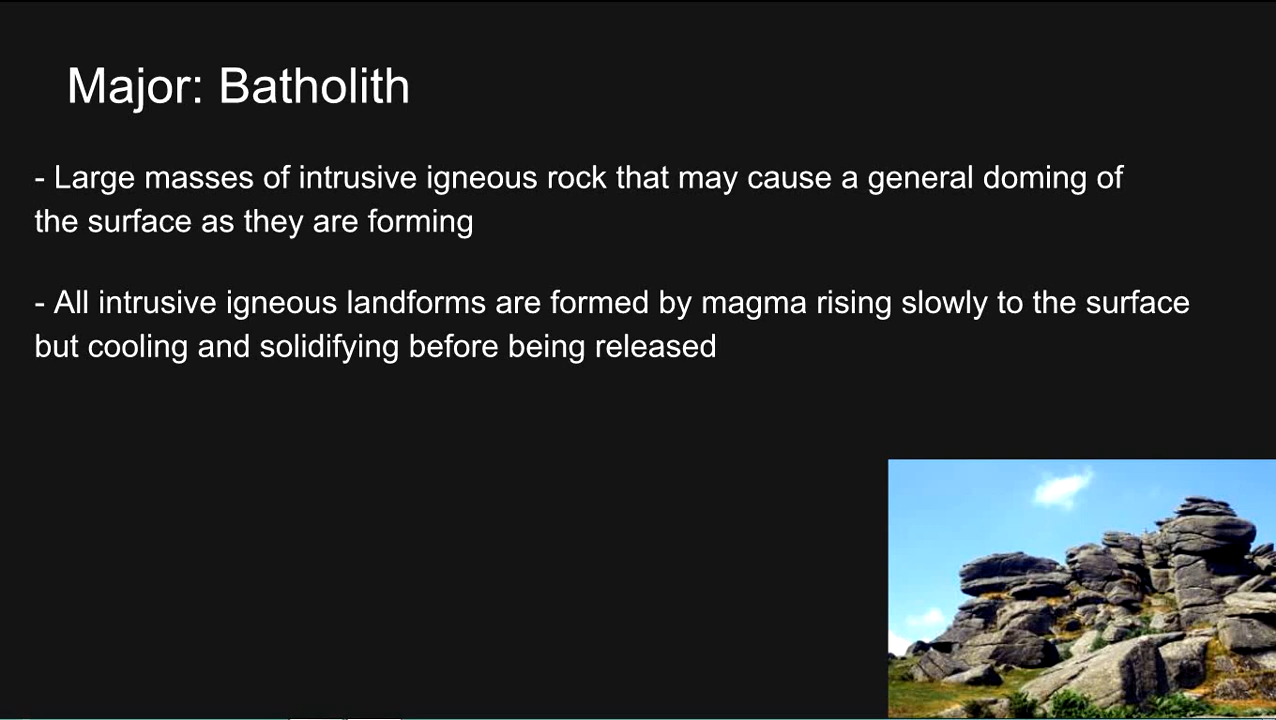 Major: Batholith
- Large masses of intrusive igneous rock that may cause a general doming of
the surface as they are forming
- All intrusive igneous landforms are formed by magma rising slowly to the surface
but cooling and solidifying before being released